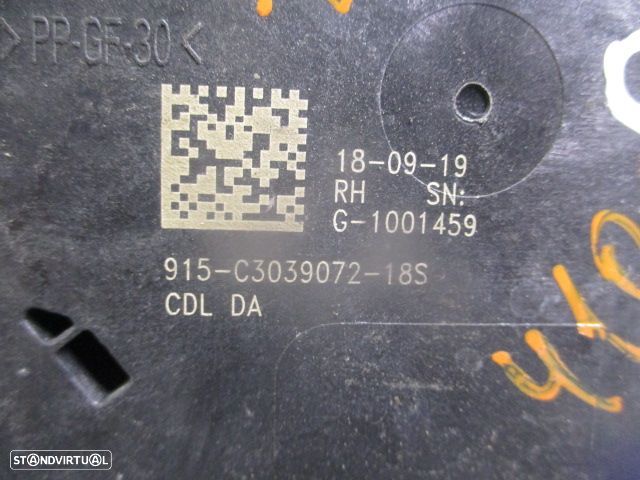 >PP-GF-30<
18-09-19
RH SN:
G-1001459
915-C3039072-18S
CDL DA
STANDVIRTUAL